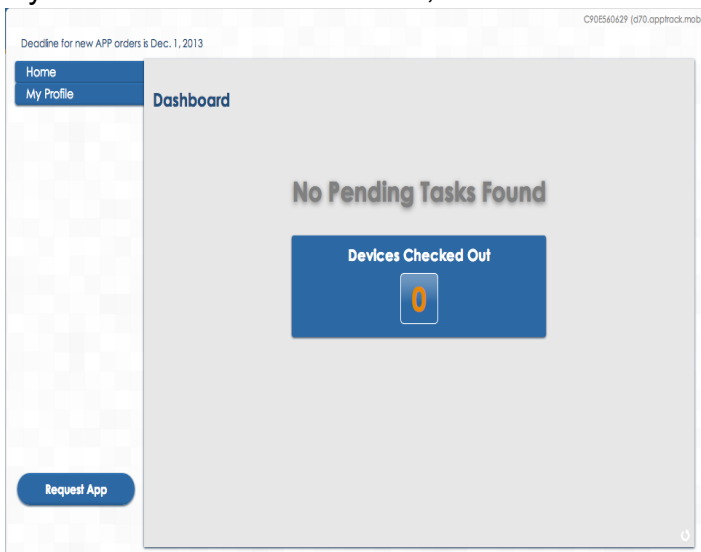 C90E560629 (d70.apptrack.mob
Deadline for new APP orders is Dec. 1, 2013
Home
My Profile
Dashboard
No Pending Tasks Found
Devices Checked Out
0
Request App